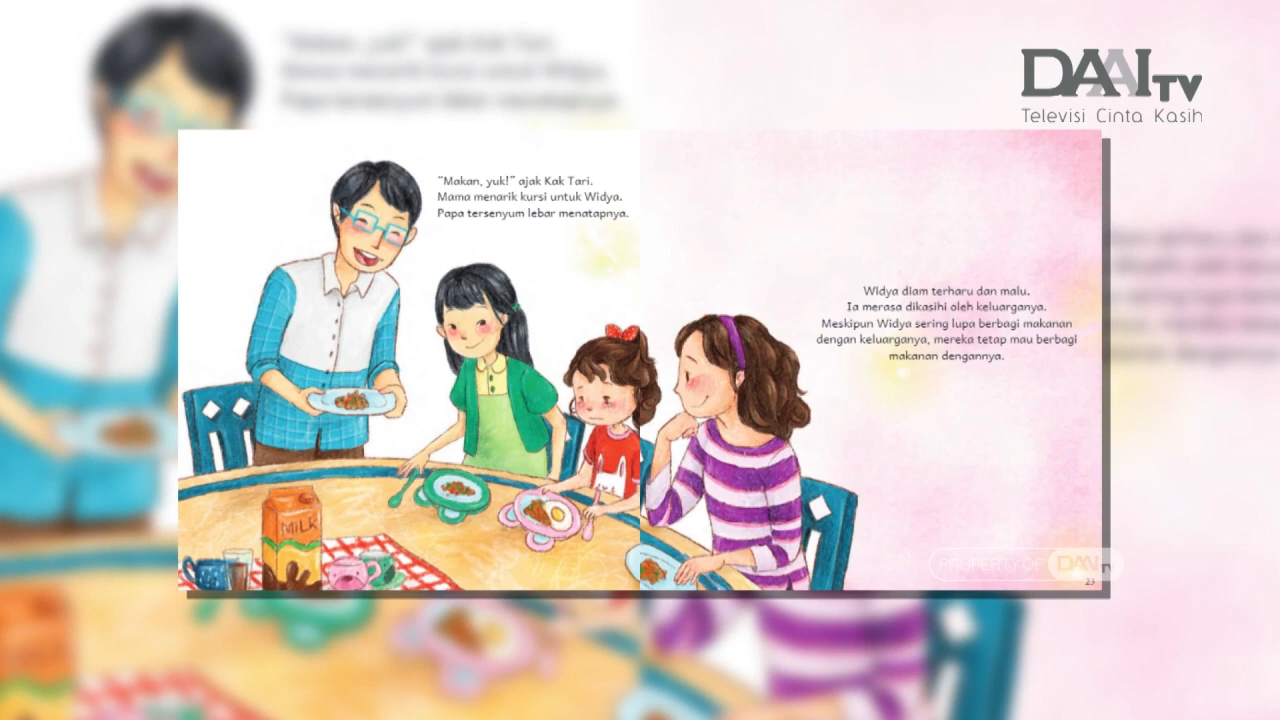 DAAI TV
Televisi Cinta Kasih
"Makan, yuk!" ajak Kak Tari.
Mama menarik kursi untuk Widya.
Papa tersenyum lebar menatapnya.
Widya diam terharu dan malu.
Ia merasa dikasihi oleh keluarganya.
Meskipun Widya sering lupa berbagi makanan
dengan keluarganya, mereka tetap mau berbagi
makanan dengannya.
MILK
PROPERTY OF DAAI TV
23